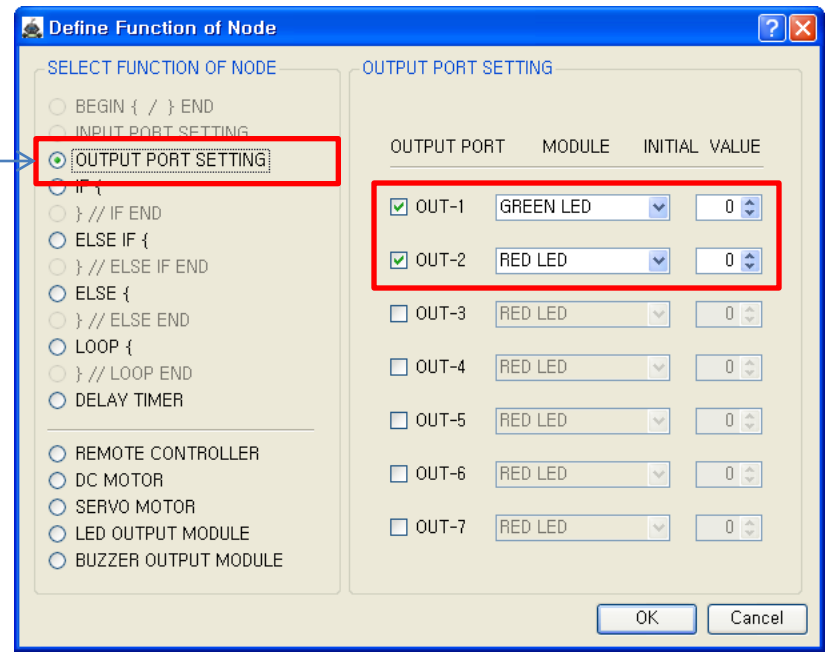 Define Function of Node
SELECT FUNCTION OF NODE
BEGIN { / } END
INPUT PORT SETTING
OUTPUT PORT SETTING
IF {
} // IF END
ELSE IF {
} // ELSE IF END
ELSE {
} // ELSE END
LOOP {
} // LOOP END
DELAY TIMER
REMOTE CONTROLLER
DC MOTOR
SERVO MOTOR
LED OUTPUT MODULE
BUZZER OUTPUT MODULE
OUTPUT PORT SETTING
OUTPUT PORT MODULE INITIAL VALUE
OUT-1 GREEN LED 0
OUT-2 RED LED 0
OUT-3 RED LED 0
OUT-4 RED LED 0
OUT-5 RED LED 0
OUT-6 RED LED 0
OUT-7 RED LED 0
OK Cancel